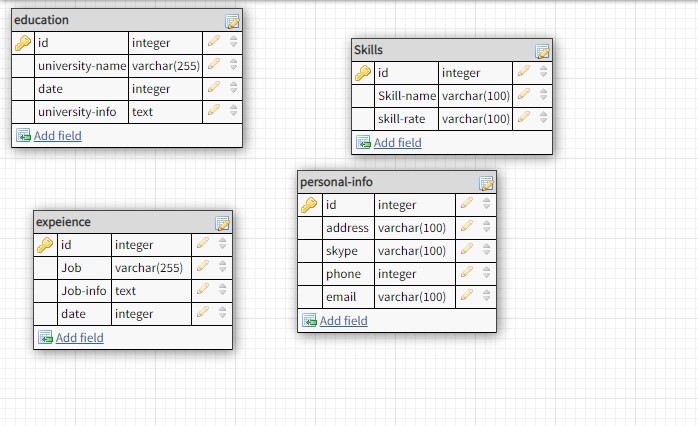 education
id integer
university-name varchar(255)
date integer
university-info text
Add field
Skills
id integer
Skill-name varchar(100)
skill-rate varchar(100)
Add field
personal-info
id integer
address varchar(100)
skype varchar(100)
phone integer
email varchar(100)
Add field
expeience
id integer
Job varchar(255)
Job-info text
date integer
Add field